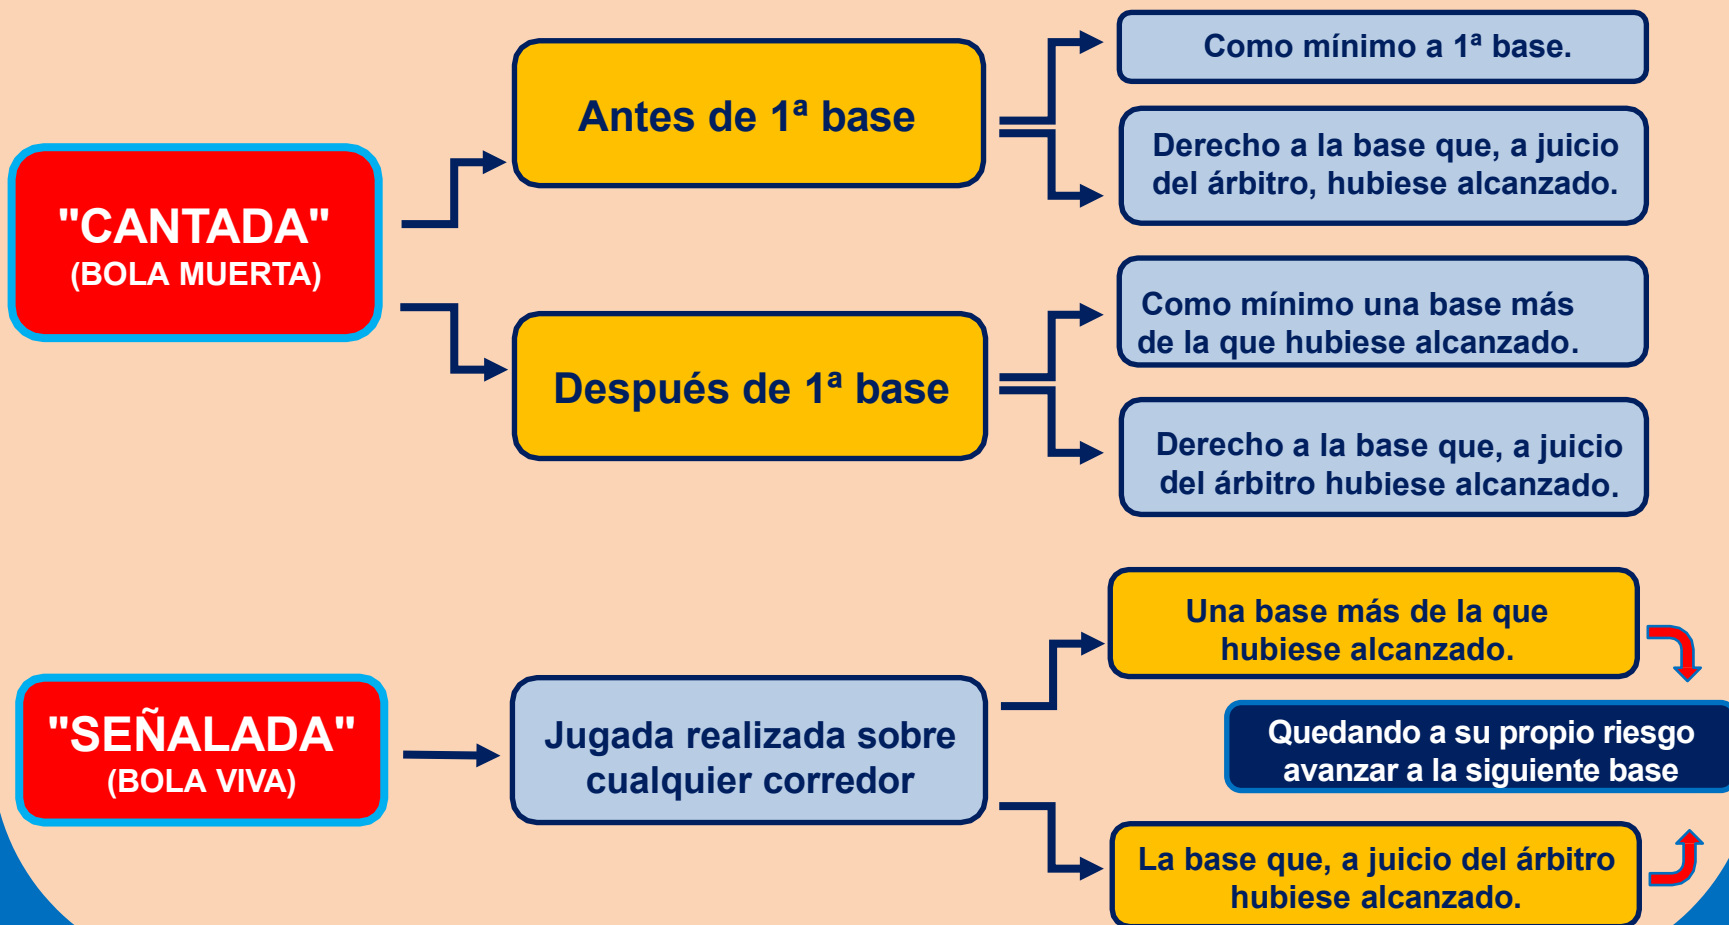 "CANTADA"
(BOLA MUERTA)
Antes de 1ª base
Como mínimo a 1ª base.
Derecho a la base que, a juicio
del árbitro, hubiese alcanzado.
Después de 1ª base
Como mínimo una base más
de la que hubiese alcanzado.
Derecho a la base que, a juicio
del árbitro hubiese alcanzado.
"SEÑALADA"
(BOLA VIVA)
Jugada realizada sobre
cualquier corredor
Una base más de la que
hubiese alcanzado.
Quedando a su propio riesgo
avanzar a la siguiente base
La base que, a juicio del árbitro
hubiese alcanzado.